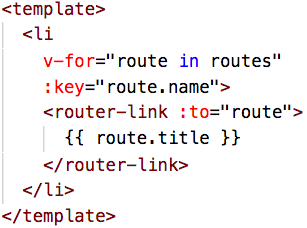 <template>
  <li
    v-for="route in routes"
    :key="route.name">
    <router-link :to="route">
      {{ route.title }}
    </router-link>
  </li>
</template>